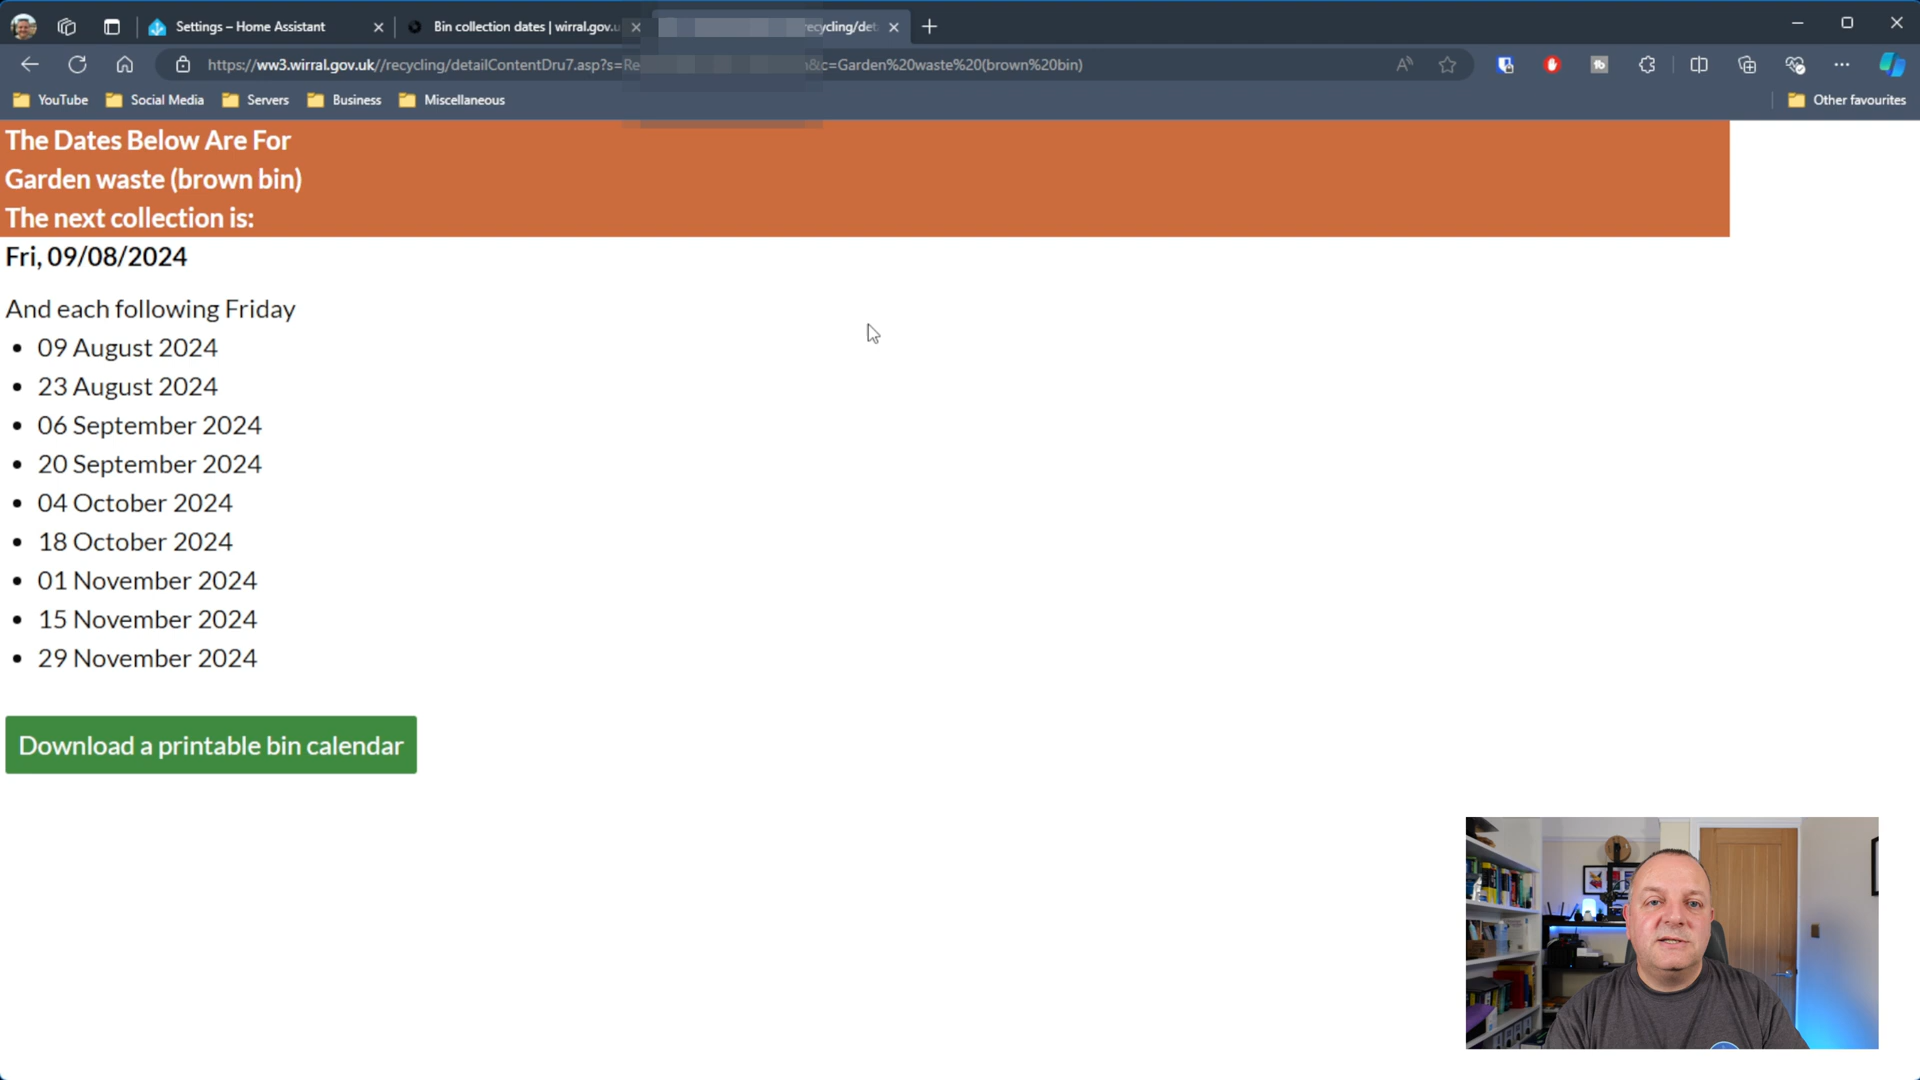 Settings – Home Assistant
Bin collection dates | wirral.gov.u
recycling/det
https://ww3.wirral.gov.uk//recycling/detailContentDru7.asp?s=Re &c=Garden%20waste%20(brown%20bin)
YouTube
Social Media
Servers
Business
Miscellaneous
Other favourites
The Dates Below Are For
Garden waste (brown bin)
The next collection is:
Fri, 09/08/2024
And each following Friday
• 09 August 2024
• 23 August 2024
• 06 September 2024
• 20 September 2024
• 04 October 2024
• 18 October 2024
• 01 November 2024
• 15 November 2024
• 29 November 2024
Download a printable bin calendar